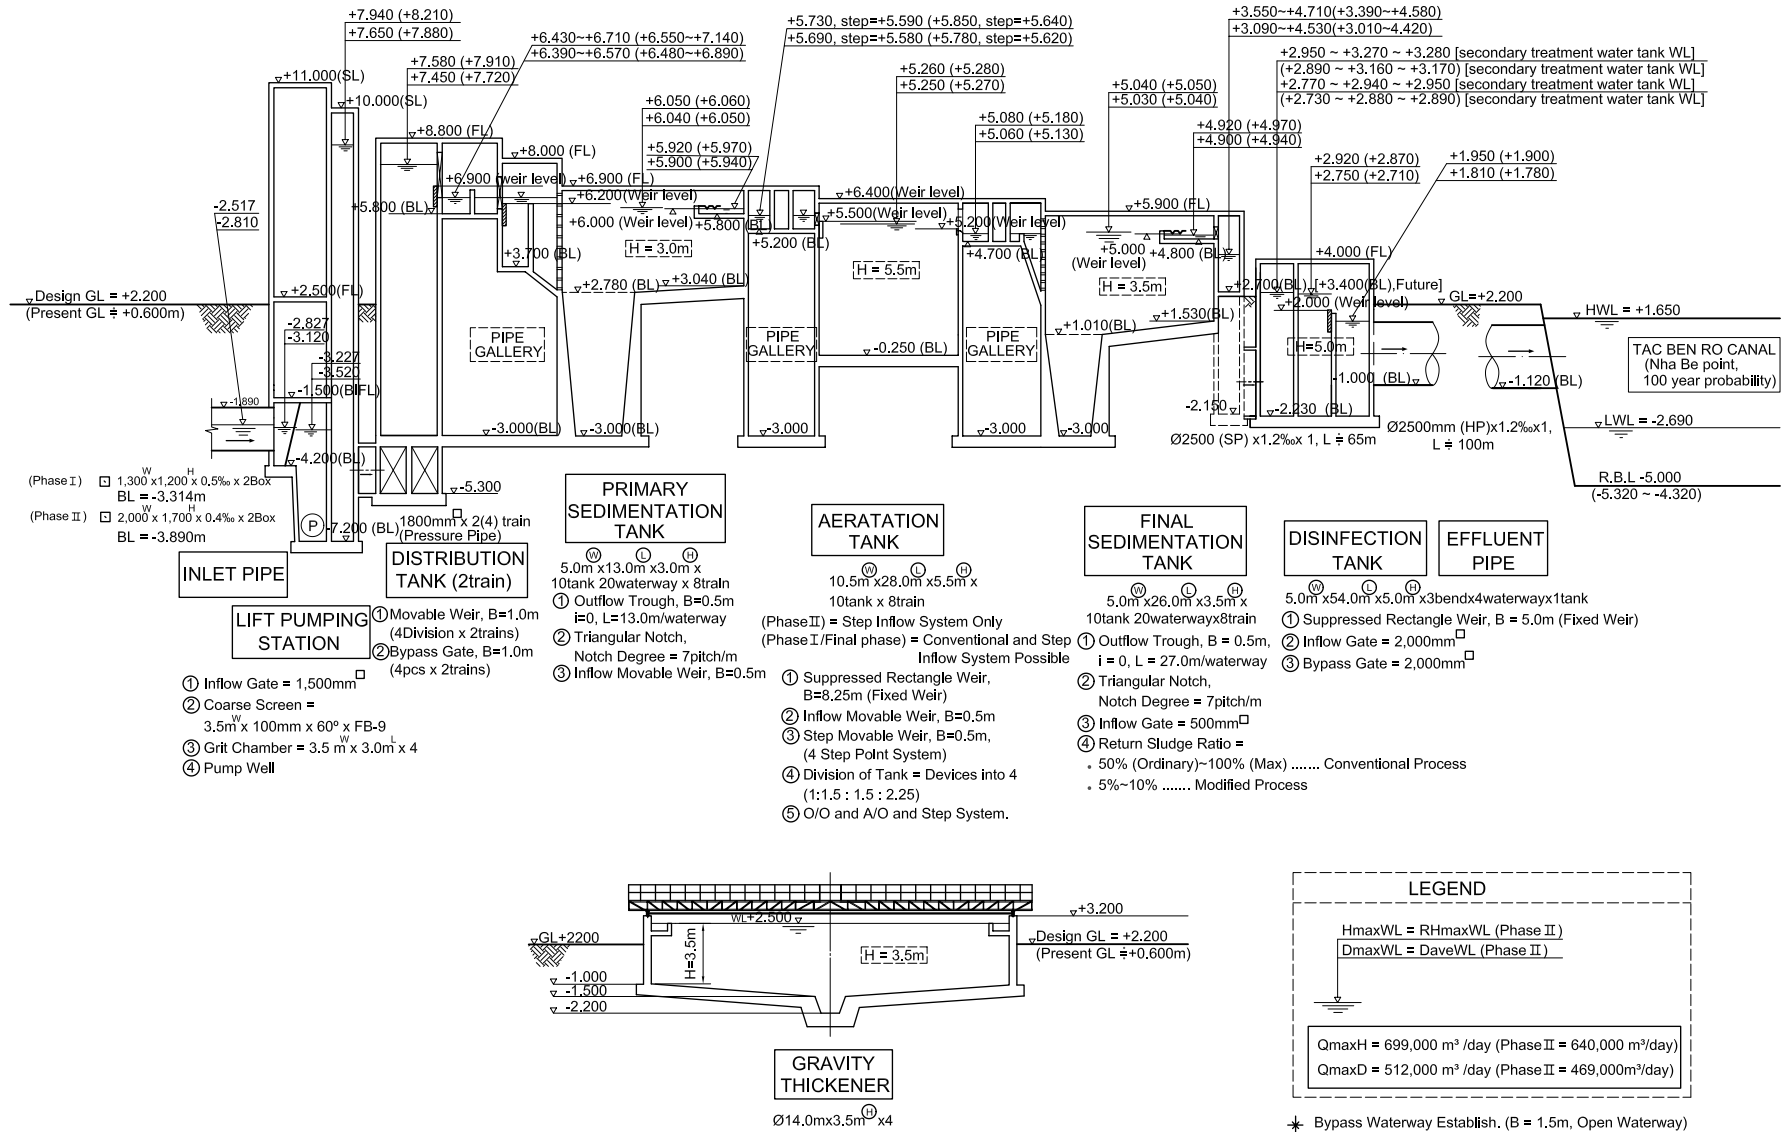 +7.940 (+8.210)
+7.650 (+7.880)
+6.430~+6.710 (+6.550~+7.140)
+6.390~+6.570 (+6.480~+6.890)
+7.580 (+7.910)
+7.450 (+7.720)
+5.730, step=+5.590 (+5.850, step=+5.640)
+5.690, step=+5.580 (+5.780, step=+5.620)
+3.550~+4.710(+3.390~+4.580)
+3.090~+4.530(+3.010~4.420)
+2.950 ~ +3.270 ~ +3.280 [secondary treatment water tank WL]
(+2.890 ~ +3.160 ~ +3.170) [secondary treatment water tank WL]
+2.770 ~ +2.940 ~ +2.950 [secondary treatment water tank WL]
(+2.730 ~ +2.880 ~ +2.890) [secondary treatment water tank WL]
+5.260 (+5.280)
+5.250 (+5.270)
+6.050 (+6.060)
+6.040 (+6.050)
+5.040 (+5.050)
+5.030 (+5.040)
+5.080 (+5.180)
+5.060 (+5.130)
+4.920 (+4.970)
+4.900 (+4.940)
+5.920 (+5.970)
+5.900 (+5.940)
+2.920 (+2.870)
+2.750 (+2.710)
+1.950 (+1.900)
+1.810 (+1.780)
+11.000(SL)
+10.000(SL)
+8.800 (FL)
+8.000 (FL)
+6.900 (weir level)
+6.900 (FL)
+6.200(Weir level)
+6.000 (Weir level)
+5.800 (BL)
+5.800 (BL)
+6.400(Weir level)
+5.500(Weir level)
+5.200(Weir level)
+5.200 (BL)
+4.700 (BL)
+5.900 (FL)
+5.000
(Weir level)
+4.800 (BL)
+4.000 (FL)
-2.517
-2.810
+3.700 (BL)
H = 3.0m
H = 5.5m
H = 3.5m
+2.780 (BL)
+3.040 (BL)
+2.700(BL), [+3.400(BL),Future]
+2.000 (Weir level)
Design GL = +2.200
(Present GL ≑ +0.600m)
+2.500(FL)
GL=+2.200
HWL = +1.650
-2.827
-3.120
-3.227
-3.520
-1.500(BIFL)
-1.890
PIPE
GALLERY
PIPE
GALLERY
PIPE
GALLERY
-0.250 (BL)
+1.010(BL)
+1.530(BL)
H=5.0m
-1.000 (BL)
-1.120 (BL)
TAC BEN RO CANAL
(Nha Be point,
100 year probability)
-2.150
-2.230 (BL)
LWL = -2.690
-3.000(BL)
-3.000(BL)
-3.000
-3.000
-3.000
Ø2500 (SP) x1.2‰x 1, L ≑ 65m
Ø2500mm (HP)x1.2‰x1,
L ≑ 100m
R.B.L -5.000
(-5.320 ~ -4.320)
-4.200(BL)
-5.300
-7.200 (BL)
P
W H
(Phase Ⅰ) 1,300 x1,200 x 0.5‰ x 2Box
BL = -3.314m
W H
(Phase Ⅱ) 2,000 x 1,700 x 0.4‰ x 2Box
BL = -3.890m
1800mm□ x 2(4) train
(Pressure Pipe)
INLET PIPE
LIFT PUMPING
STATION
① Inflow Gate = 1,500mm□
② Coarse Screen =
3.5mW x 100mm x 60º x FB-9
③ Grit Chamber = 3.5 mW x 3.0mL x 4
④ Pump Well
DISTRIBUTION
TANK (2train)
① Movable Weir, B=1.0m
(4Division x 2trains)
② Bypass Gate, B=1.0m
(4pcs x 2trains)
PRIMARY
SEDIMENTATION
TANK
Ⓦ Ⓛ Ⓗ
5.0m x13.0m x3.0m x
10tank 20waterway x 8train
① Outflow Trough, B=0.5m
i=0, L=13.0m/waterway
② Triangular Notch,
Notch Degree = 7pitch/m
③ Inflow Movable Weir, B=0.5m
AERATATION
TANK
Ⓦ Ⓛ Ⓗ
10.5m x28.0m x5.5m x
10tank x 8train
(Phase Ⅱ) = Step Inflow System Only
(Phase Ⅰ/Final phase) = Conventional and Step
Inflow System Possible
① Suppressed Rectangle Weir,
B=8.25m (Fixed Weir)
② Inflow Movable Weir, B=0.5m
③ Step Movable Weir, B=0.5m,
(4 Step Point System)
④ Division of Tank = Devices into 4
(1:1.5 : 1.5 : 2.25)
⑤ O/O and A/O and Step System.
FINAL
SEDIMENTATION
TANK
Ⓦ Ⓛ Ⓗ
5.0m x26.0m x3.5m x
10tank 20waterwayx8train
① Outflow Trough, B = 0.5m,
i = 0, L = 27.0m/waterway
② Triangular Notch,
Notch Degree = 7pitch/m
③ Inflow Gate = 500mm□
④ Return Sludge Ratio =
• 50% (Ordinary)~100% (Max) ....... Conventional Process
• 5%~10% ....... Modified Process
DISINFECTION
TANK
Ⓦ Ⓛ Ⓗ
5.0m x54.0m x5.0m x3bendx4waterwayx1tank
① Suppressed Rectangle Weir, B = 5.0m (Fixed Weir)
② Inflow Gate = 2,000mm□
③ Bypass Gate = 2,000mm□
EFFLUENT
PIPE
WL+2.500
+3.200
GL+2200
H=3.5m
H = 3.5m
Design GL = +2.200
(Present GL ≑+0.600m)
-1.000
-1.500
-2.200
GRAVITY
THICKENER
Ø14.0mx3.5mⒽ x4
LEGEND
HmaxWL = RHmaxWL (Phase Ⅱ)
DmaxWL = DaveWL (Phase Ⅱ)
QmaxH = 699,000 m³ /day (Phase Ⅱ = 640,000 m³/day)
QmaxD = 512,000 m³ /day (Phase Ⅱ = 469,000m³/day)
Bypass Waterway Establish. (B = 1.5m, Open Waterway)